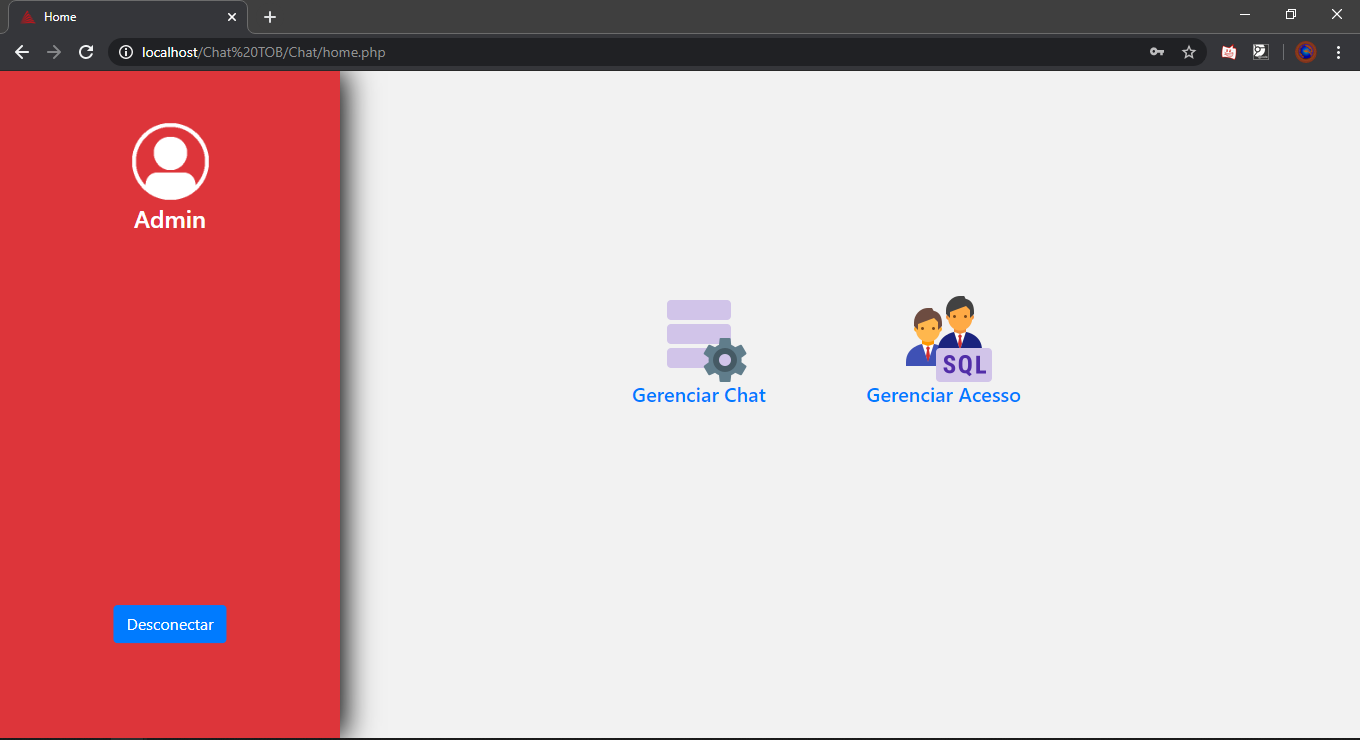 Home
localhost/Chat%20TOB/Chat/home.php
Admin
SQL
Gerenciar Chat
Gerenciar Acesso
Desconectar